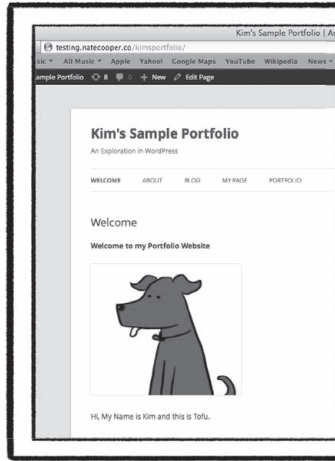 Kim's Sample Portfolio | A
testing.natecooper.co/kimsportfolio/
sic All Music Apple Yahoo! Google Maps YouTube Wikipedia News
ample Portfolio 8 0 + New Edit Page
Kim's Sample Portfolio
An Exploration in WordPress
WELCOME ABOUT BLOG MY PAGE PORTFOLIO
Welcome
Welcome to my Portfolio Website
Hi, My Name is Kim and this is Tofu.